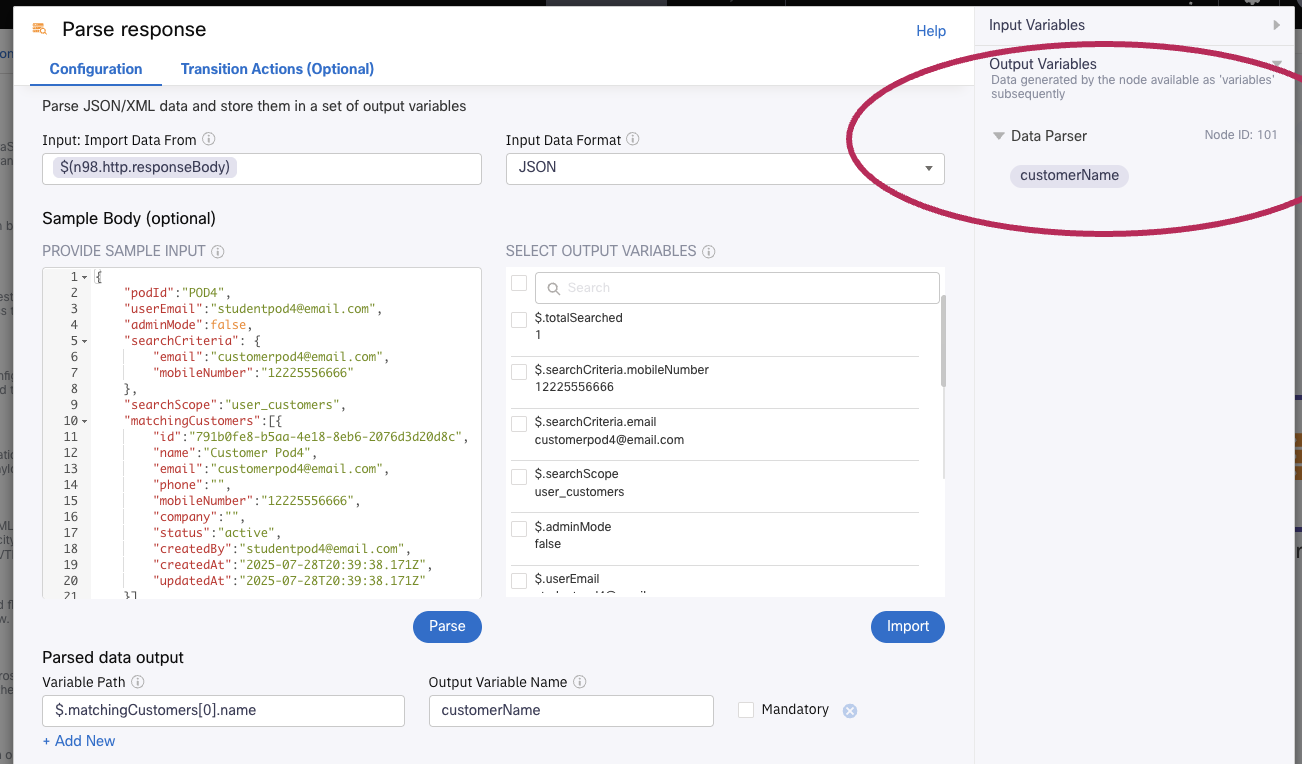 Parse response
Help
Configuration
Transition Actions (Optional)
Parse JSON/XML data and store them in a set of output variables
Input: Import Data From
$(n98.http.responseBody)
Input Data Format
JSON
Sample Body (optional)
PROVIDE SAMPLE INPUT
1 {
2 "podId":"POD4",
3 "userEmail":"studentpod4@email.com",
4 "adminMode":false,
5 "searchCriteria": {
6 "email":"customerpod4@email.com",
7 "mobileNumber":"12225556666"
8 },
9 "searchScope":"user_customers",
10 "matchingCustomers":[{
11 "id":"791b0fe8-b5aa-4e18-8eb6-2076d3d20d8c",
12 "name":"Customer Pod4",
13 "email":"customerpod4@email.com",
14 "phone":"",
15 "mobileNumber":"12225556666",
16 "company":"",
17 "status":"active",
18 "createdBy":"studentpod4@email.com",
19 "createdAt":"2025-07-28T20:39:38.171Z",
20 "updatedAt":"2025-07-28T20:39:38.171Z"
21 }]
SELECT OUTPUT VARIABLES
Search
$.totalSearched
1
$.searchCriteria.mobileNumber
12225556666
$.searchCriteria.email
customerpod4@email.com
$.searchScope
user_customers
$.adminMode
false
$.userEmail
Parse
Import
Parsed data output
Variable Path
$.matchingCustomers[0].name
Output Variable Name
customerName
Mandatory
+ Add New
Input Variables
Output Variables
Data generated by the node available as 'variables'
subsequently
Data Parser
Node ID: 101
customerName